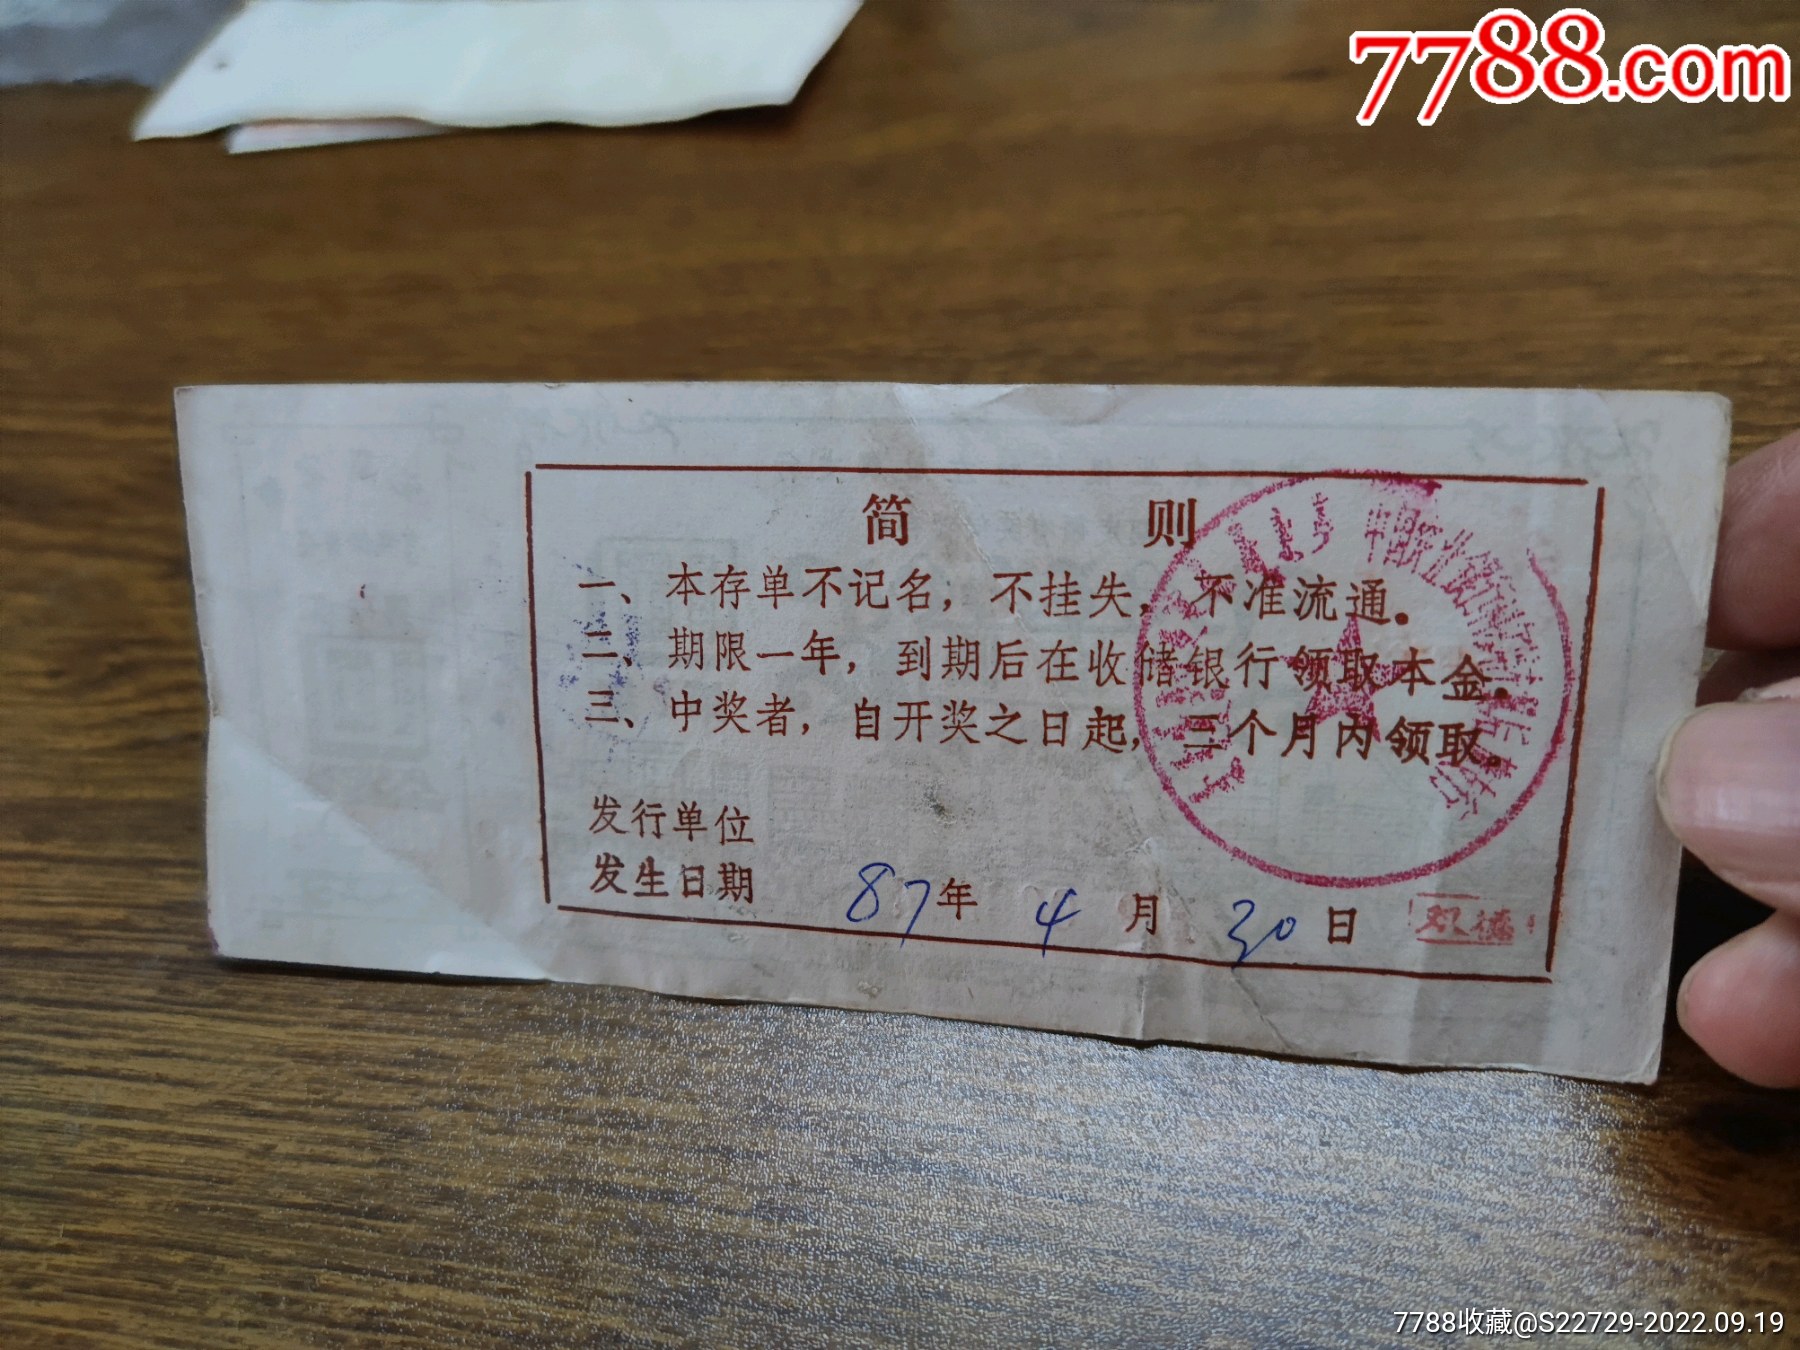 7788.com
简 则
一、本存单不记名，不挂失，不准流通。
二、期限一年，到期后在收储银行领取本金。
三、中奖者，自开奖之日起，三个月内领取。
发行单位
发生日期 87年 4月 30日
7788收藏@S22729-2022.09.19